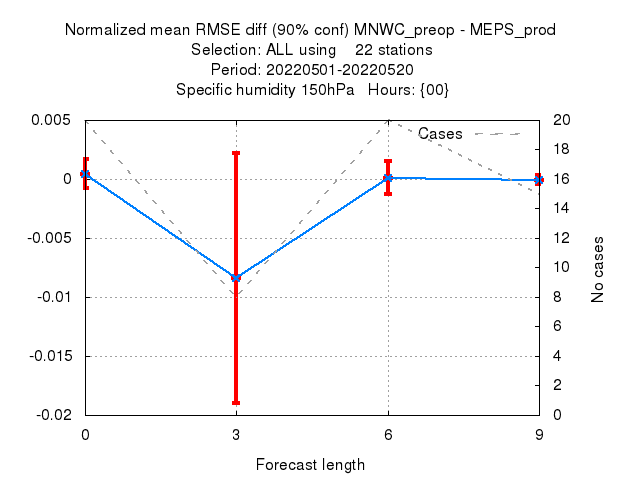 Normalized mean RMSE diff (90% conf) MNWC_preop - MEPS_prod
Selection: ALL using    22 stations
Period: 20220501-20220520
Specific humidity 150hPa   Hours: {00}
0.005
0
-0.005
-0.01
-0.015
-0.02
Cases
20
18
16
14
12
10
8
6
4
2
0
No cases
0 3 6 9
Forecast length